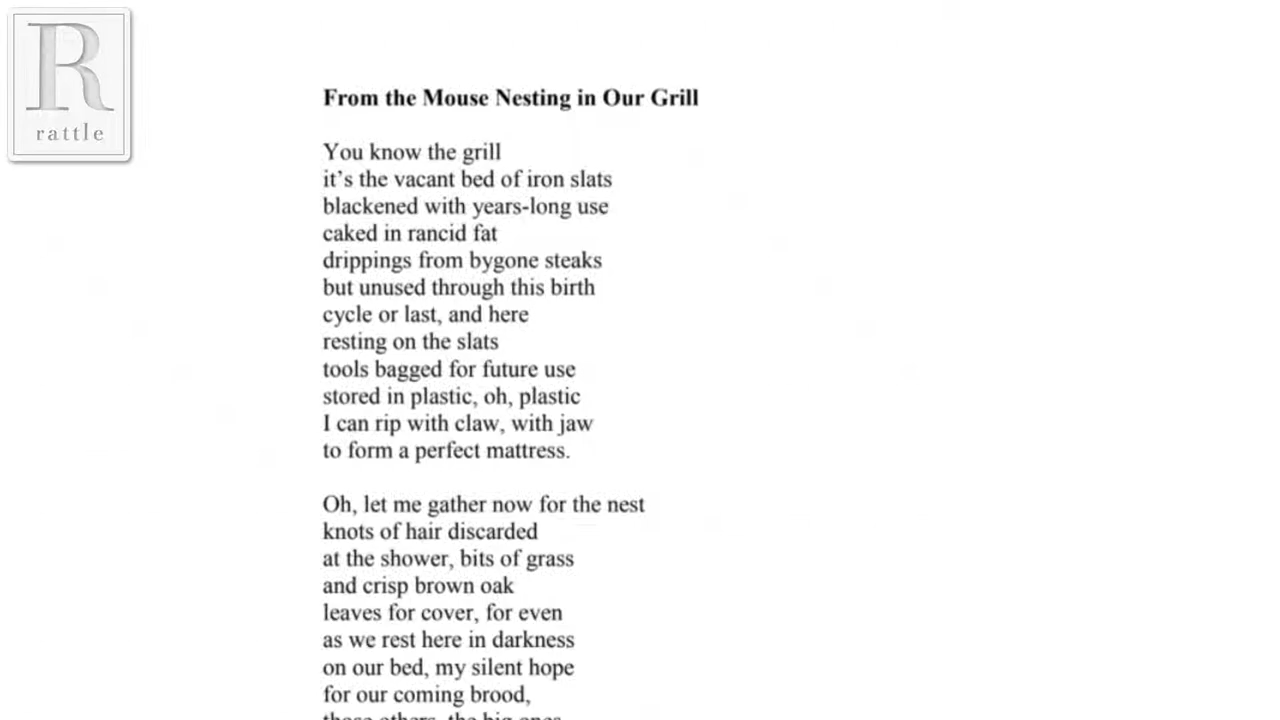 R
rattle
From the Mouse Nesting in Our Grill
You know the grill
it’s the vacant bed of iron slats
blackened with years-long use
caked in rancid fat
drippings from bygone steaks
but unused through this birth
cycle or last, and here
resting on the slats
tools bagged for future use
stored in plastic, oh, plastic
I can rip with claw, with jaw
to form a perfect mattress.
Oh, let me gather now for the nest
knots of hair discarded
at the shower, bits of grass
and crisp brown oak
leaves for cover, for even
as we rest here in darkness
on our bed, my silent hope
for our coming brood,